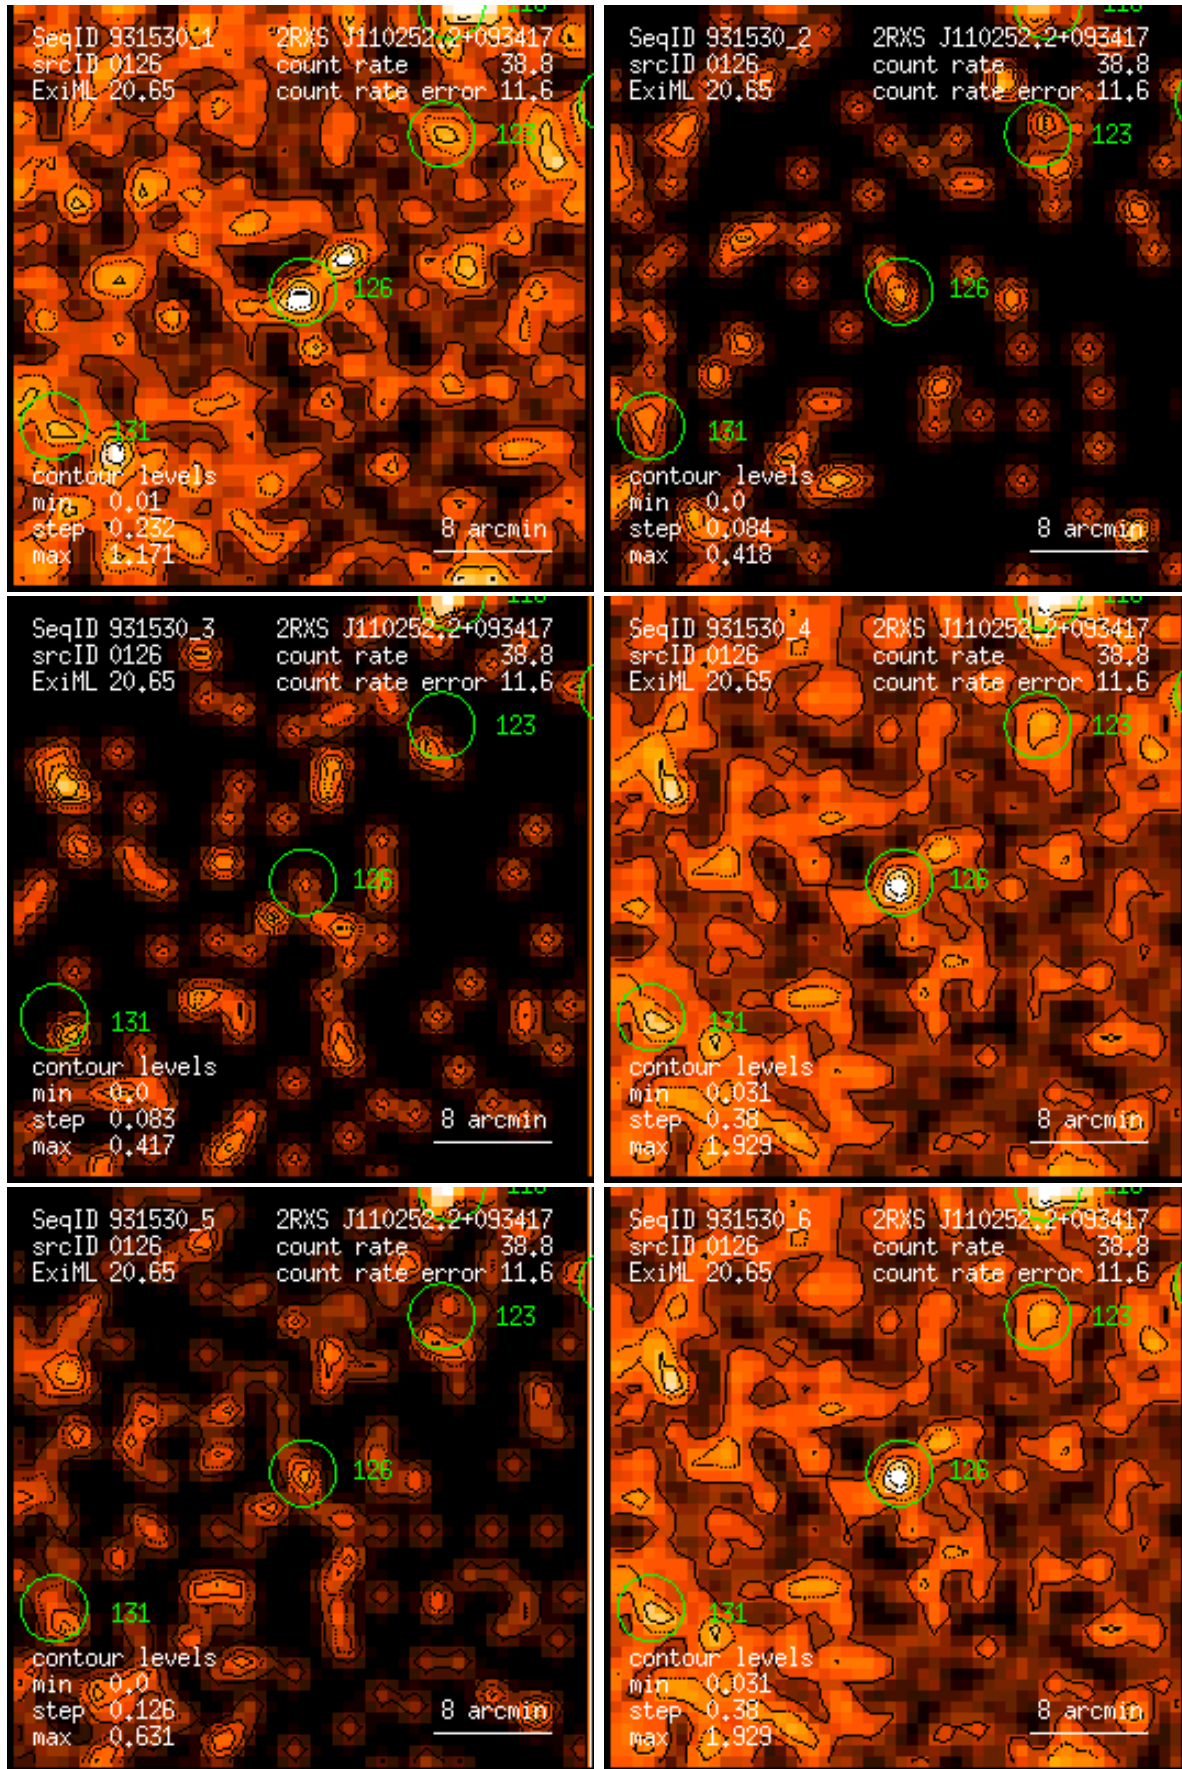 118
SeqID 931530_1 2RXS J110252.2+093417
srcID 0126 count rate 38.8
ExiML 20.65 count rate error 11.6
123
126
131
contour levels
min 0.01
step 0.232 8 arcmin
max 1.171
118
SeqID 931530_2 2RXS J110252.2+093417
srcID 0126 count rate 38.8
ExiML 20.65 count rate error 11.6
123
126
131
contour levels
min 0.0
step 0.084 8 arcmin
max 0.418
118
SeqID 931530_3 2RXS J110252.2+093417
srcID 0126 count rate 38.8
ExiML 20.65 count rate error 11.6
123
126
131
contour levels
min 0.0
step 0.083 8 arcmin
max 0.417
118
SeqID 931530_4 2RXS J110252.2+093417
srcID 0126 count rate 38.8
ExiML 20.65 count rate error 11.6
123
126
131
contour levels
min 0.031
step 0.38 8 arcmin
max 1.929
118
SeqID 931530_5 2RXS J110252.2+093417
srcID 0126 count rate 38.8
ExiML 20.65 count rate error 11.6
123
126
131
contour levels
min 0.0
step 0.126 8 arcmin
max 0.631
118
SeqID 931530_6 2RXS J110252.2+093417
srcID 0126 count rate 38.8
ExiML 20.65 count rate error 11.6
123
126
131
contour levels
min 0.031
step 0.38 8 arcmin
max 1.929